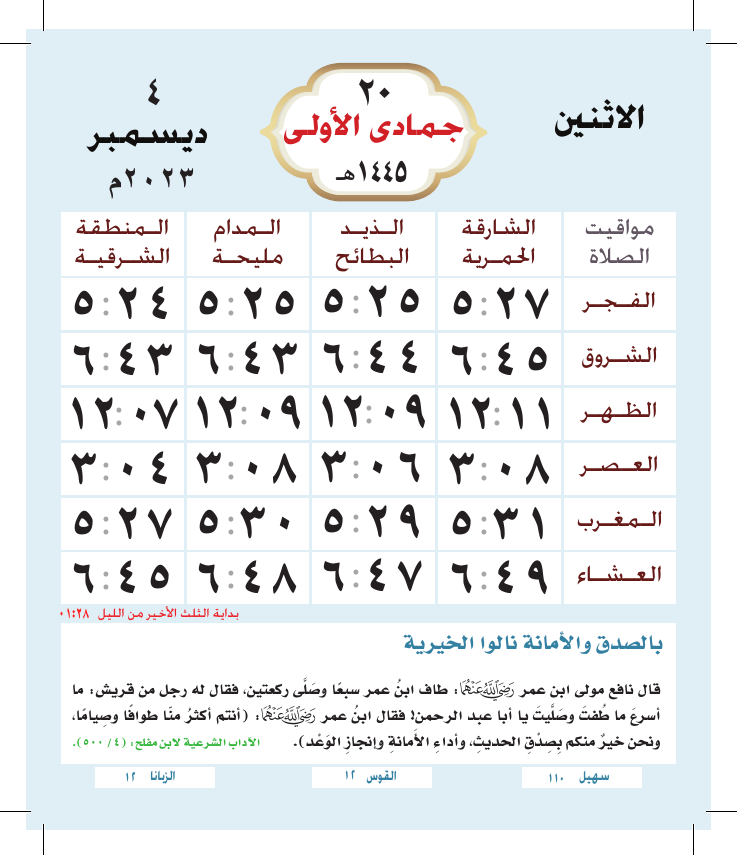 الاثنين
٢٠
جمادى الأولى
١٤٤٥هـ
٤
ديسمبر
٢٠٢٣م
مواقيت الصلاة الشارقة الحمرية الذيد البطائح المدام مليحة المنطقة الشرقية
الفجر ٥:٢٧ ٥:٢٥ ٥:٢٥ ٥:٢٤
الشروق ٦:٤٥ ٦:٤٤ ٦:٤٣ ٦:٤٣
الظهر ١٢:١١ ١٢:٠٩ ١٢:٠٩ ١٢:٠٧
العصر ٣:٠٨ ٣:٠٦ ٣:٠٨ ٣:٠٤
المغرب ٥:٣١ ٥:٢٩ ٥:٣٠ ٥:٢٧
العشاء ٦:٤٩ ٦:٤٧ ٦:٤٨ ٦:٤٥
بداية الثلث الأخير من الليل ٠١:٢٨
بالصدق والأمانة نالوا الخيرية
قال نافع مولى ابن عمر رَضِيَ اللَّهُ عَنْهُمَا: طاف ابنُ عمر سبعًا وصَلَّى ركعتين، فقال له رجل من قريش: ما
أسرعَ ما طُفتَ وصَلَّيتَ يا أبا عبد الرحمن! فقال ابنُ عمر رَضِيَ اللَّهُ عَنْهُمَا: (أنتم أكثرُ منّا طوافًا وصِيامًا،
ونحن خيرٌ منكم بِصِدْقِ الحديثِ، وأداءِ الأَمانةِ وإنجازِ الوَعْد). الآداب الشرعية لابن مفلح: (٤ / ٥٠٠).
سهيل ١١٠
القوس ١٢
الزبانا ١٢